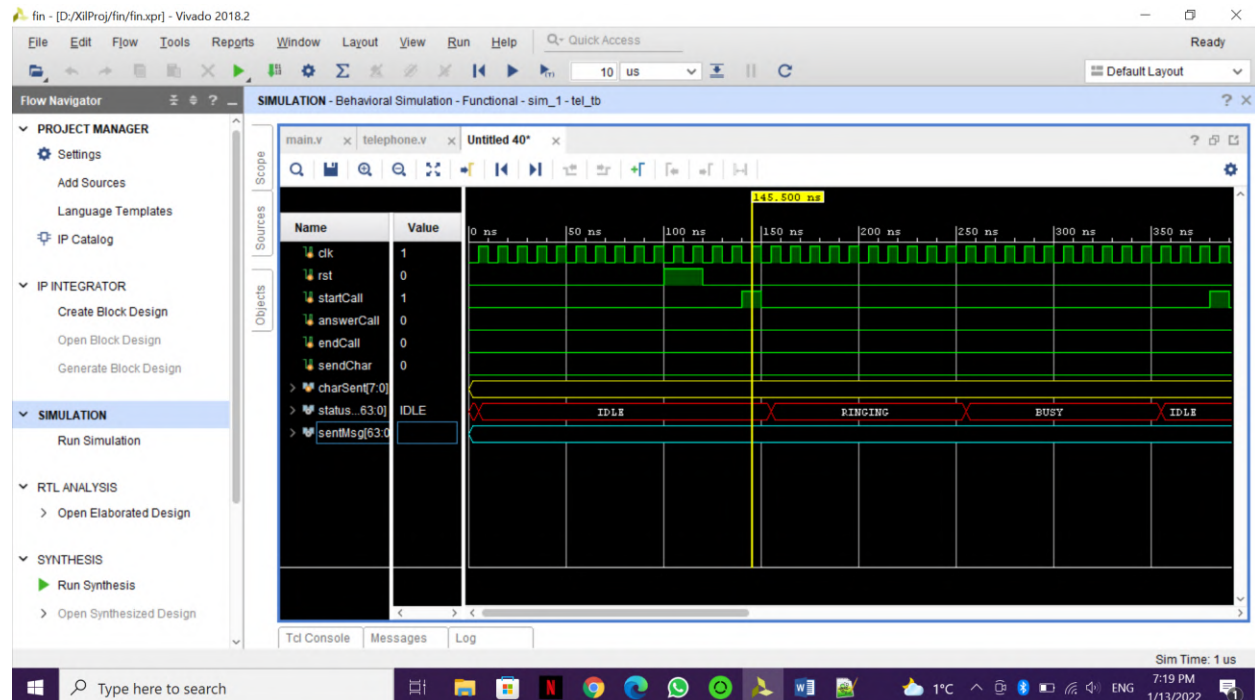 fin - [D:/XilProj/fin/fin.xpr] - Vivado 2018.2
File Edit Flow Tools Reports Window Layout View Run Help Q- Quick Access Ready
10 us Default Layout
Flow Navigator
SIMULATION - Behavioral Simulation - Functional - sim_1 - tel_tb
PROJECT MANAGER
Settings
Add Sources
Language Templates
IP Catalog
IP INTEGRATOR
Create Block Design
Open Block Design
Generate Block Design
SIMULATION
Run Simulation
RTL ANALYSIS
Open Elaborated Design
SYNTHESIS
Run Synthesis
Open Synthesized Design
Scope
Sources
Objects
main.v telephone.v Untitled 40*
145.500 ns
Name Value 0 ns 50 ns 100 ns 150 ns 200 ns 250 ns 300 ns 350 ns
clk 1
rst 0
startCall 1
answerCall 0
endCall 0
sendChar 0
charSent[7:0]
status...63:0] IDLE IDLE RINGING BUSY IDLE
sentMsg[63:0
Tcl Console Messages Log
Sim Time: 1 us
Type here to search
1°C ENG 7:19 PM
1/13/2022